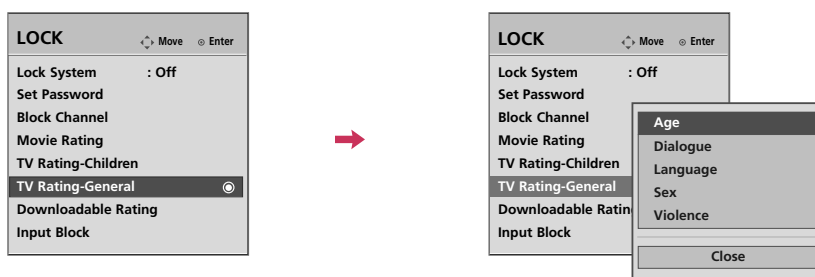 LOCK Move Enter
Lock System : Off
Set Password
Block Channel
Movie Rating
TV Rating-Children
TV Rating-General
Downloadable Rating
Input Block
LOCK Move Enter
Lock System : Off
Set Password
Block Channel
Movie Rating
TV Rating-Children
TV Rating-General
Downloadable Ratin
Input Block
Age
Dialogue
Language
Sex
Violence
Close